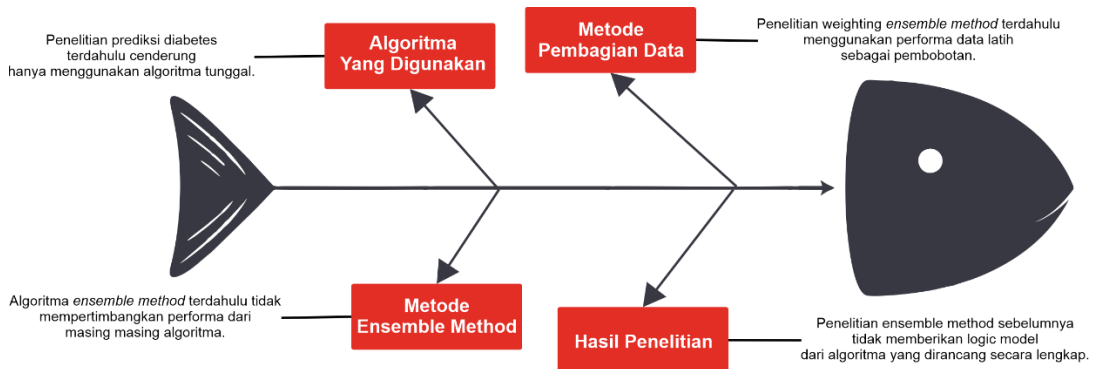 Penelitian prediksi diabetes
terdahulu cenderung
hanya menggunakan algoritma tunggal.
Algoritma
Yang Digunakan
Metode
Pembagian Data
Penelitian weighting ensemble method terdahulu
menggunakan performa data latih
sebagai pembobotan.
Algoritma ensemble method terdahulu tidak
mempertimbangkan performa dari
masing masing algoritma.
Metode
Ensemble Method
Hasil Penelitian
Penelitian ensemble method sebelumnya
tidak memberikan logic model
dari algoritma yang dirancang secara lengkap.